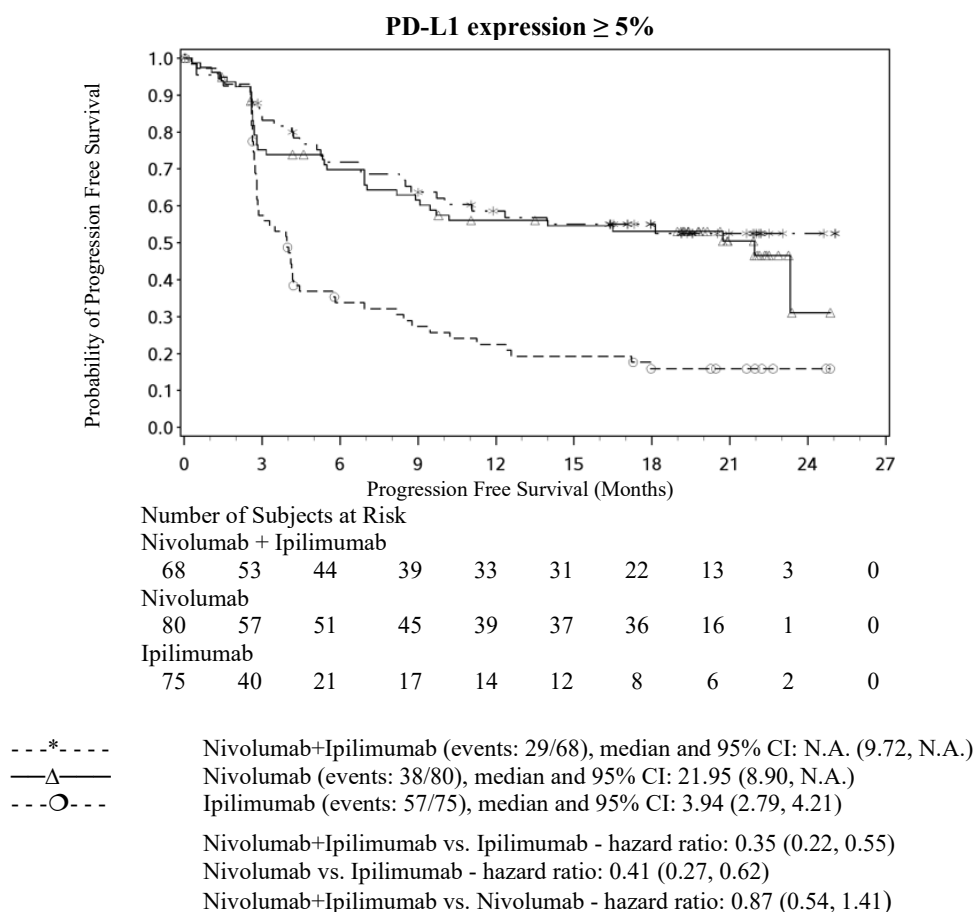 PD-L1 expression ≥ 5%
Probability of Progression Free Survival
1.0
0.9
0.8
0.7
0.6
0.5
0.4
0.3
0.2
0.1
0.0
0 3 6 9 12 15 18 21 24 27
Progression Free Survival (Months)
Number of Subjects at Risk
Nivolumab + Ipilimumab
68 53 44 39 33 31 22 13 3 0
Nivolumab
80 57 51 45 39 37 36 16 1 0
Ipilimumab
75 40 21 17 14 12 8 6 2 0
- - -*- - - - Nivolumab+Ipilimumab (events: 29/68), median and 95% CI: N.A. (9.72, N.A.)
——Δ——— Nivolumab (events: 38/80), median and 95% CI: 21.95 (8.90, N.A.)
- - -❍- - - Ipilimumab (events: 57/75), median and 95% CI: 3.94 (2.79, 4.21)
Nivolumab+Ipilimumab vs. Ipilimumab - hazard ratio: 0.35 (0.22, 0.55)
Nivolumab vs. Ipilimumab - hazard ratio: 0.41 (0.27, 0.62)
Nivolumab+Ipilimumab vs. Nivolumab - hazard ratio: 0.87 (0.54, 1.41)